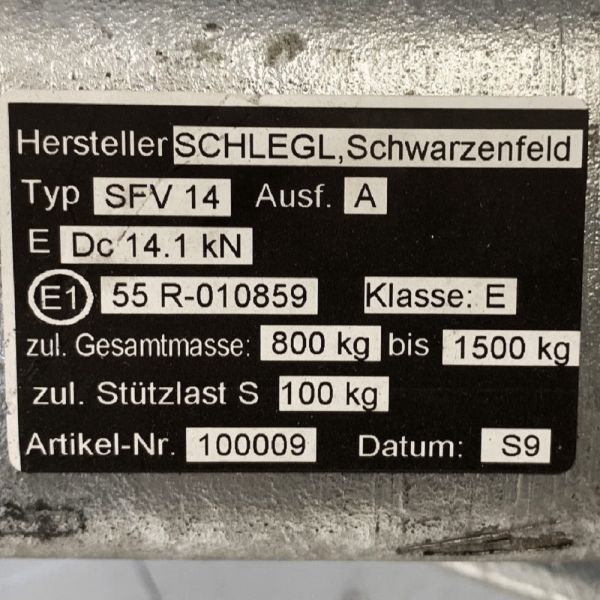 Hersteller SCHLEGL,Schwarzenfeld
Typ SFV 14 Ausf. A
E Dc 14.1 kN
E1 55 R-010859 Klasse: E
zul. Gesamtmasse: 800 kg bis 1500 kg
zul. Stützlast S 100 kg
Artikel-Nr. 100009 Datum: S9